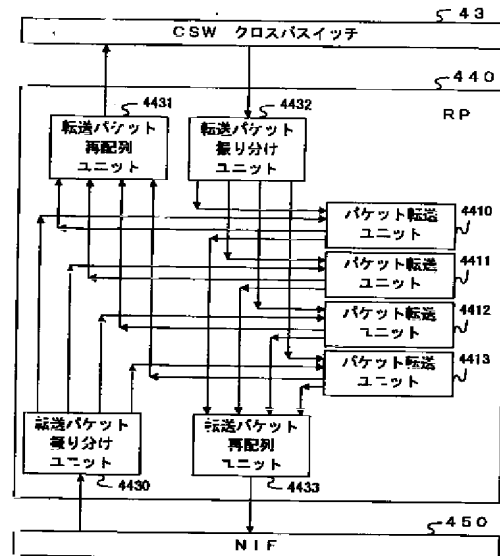 43
CSW クロスバスイッチ
440
RP
4431
転送パケット
再配列
ユニット
4432
転送パケット
振り分け
ユニット
パケット転送
ユニット
4410
パケット転送
ユニット
4411
パケット転送
ユニット
4412
パケット転送
ユニット
4413
転送パケット
振り分け
ユニット
4430
転送パケット
再配列
ユニット
4433
450
NIF